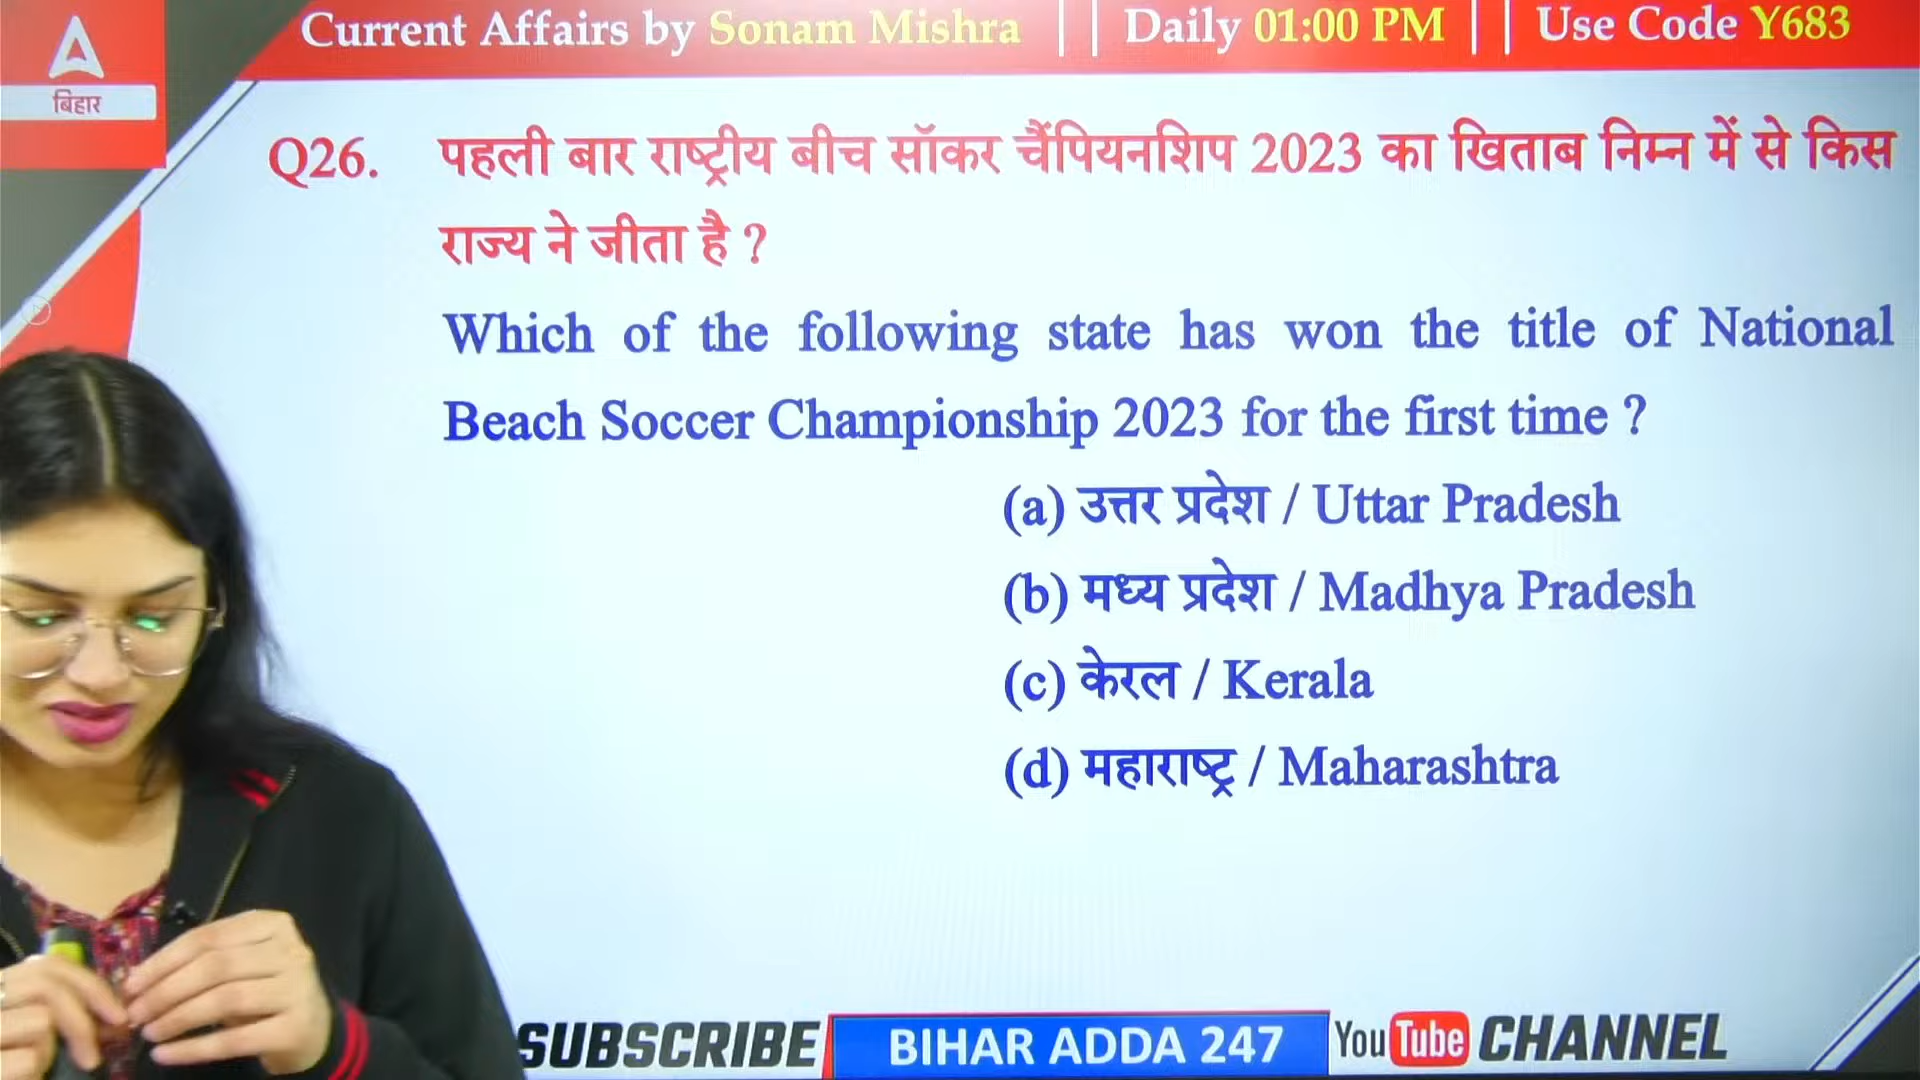 Current Affairs by Sonam Mishra || Daily 01:00 PM || Use Code Y683
बिहार
Q26. पहली बार राष्ट्रीय बीच सॉकर चैंपियनशिप 2023 का खिताब निम्न में से किस
राज्य ने जीता है ?
Which of the following state has won the title of National
Beach Soccer Championship 2023 for the first time ?
(a) उत्तर प्रदेश / Uttar Pradesh
(b) मध्य प्रदेश / Madhya Pradesh
(c) केरल / Kerala
(d) महाराष्ट्र / Maharashtra
SUBSCRIBE BIHAR ADDA 247 YouTube CHANNEL